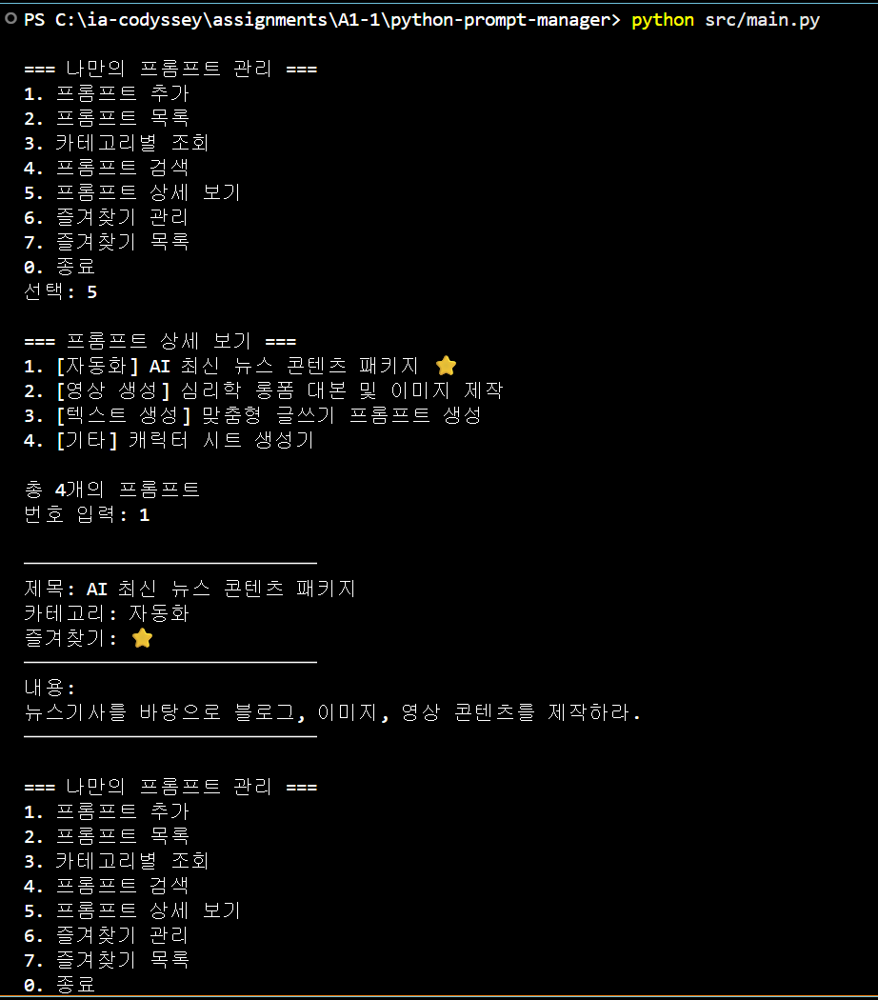 PS C:\ia-codyssey\assignments\A1-1\python-prompt-manager> python src/main.py
=== 나만의 프롬프트 관리 ===
1. 프롬프트 추가
2. 프롬프트 목록
3. 카테고리별 조회
4. 프롬프트 검색
5. 프롬프트 상세 보기
6. 즐겨찾기 관리
7. 즐겨찾기 목록
0. 종료
선택: 5
=== 프롬프트 상세 보기 ===
1. [자동화] AI 최신 뉴스 콘텐츠 패키지 ⭐
2. [영상 생성] 심리학 롱폼 대본 및 이미지 제작
3. [텍스트 생성] 맞춤형 글쓰기 프롬프트 생성
4. [기타] 캐릭터 시트 생성기
총 4개의 프롬프트
번호 입력: 1
제목: AI 최신 뉴스 콘텐츠 패키지
카테고리: 자동화
즐겨찾기: ⭐
내용:
뉴스기사를 바탕으로 블로그, 이미지, 영상 콘텐츠를 제작하라.
=== 나만의 프롬프트 관리 ===
1. 프롬프트 추가
2. 프롬프트 목록
3. 카테고리별 조회
4. 프롬프트 검색
5. 프롬프트 상세 보기
6. 즐겨찾기 관리
7. 즐겨찾기 목록
0. 종료